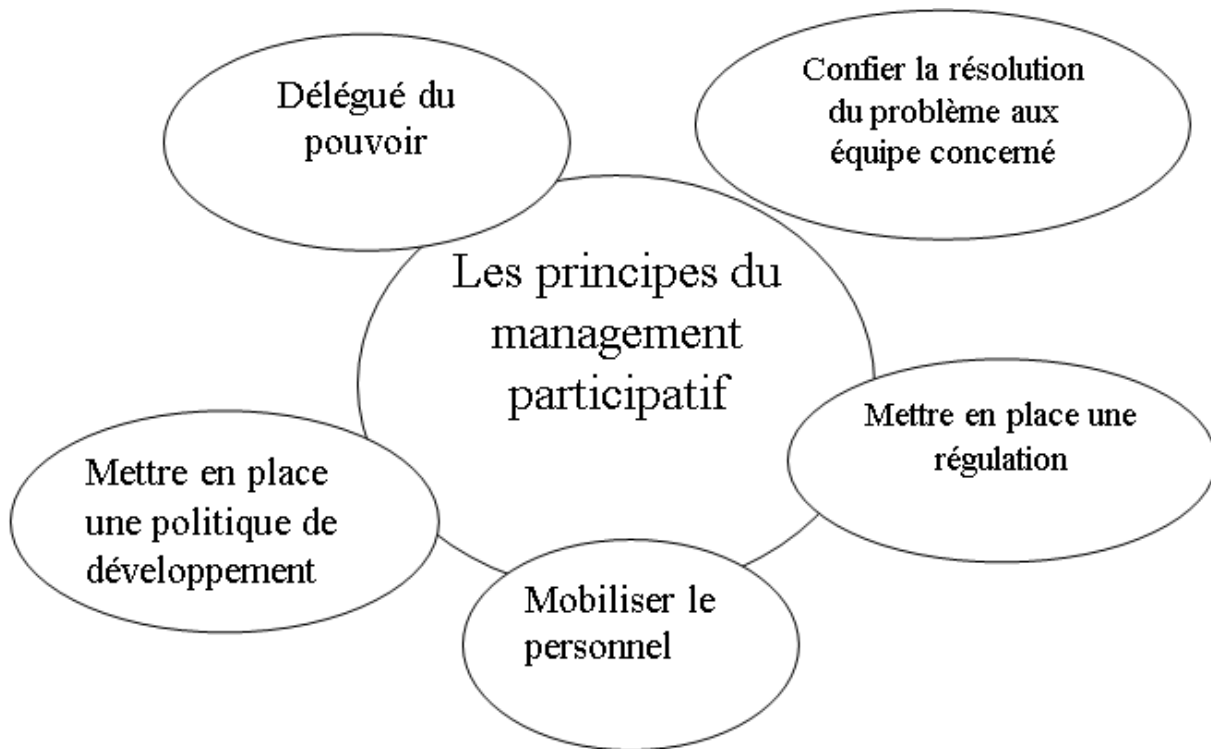 Délégué du
pouvoir
Confier la résolution
du problème aux
équipe concerné
Les principes du
management
participatif
Mettre en place une
régulation
Mettre en place
une politique de
développement
Mobiliser le
personnel